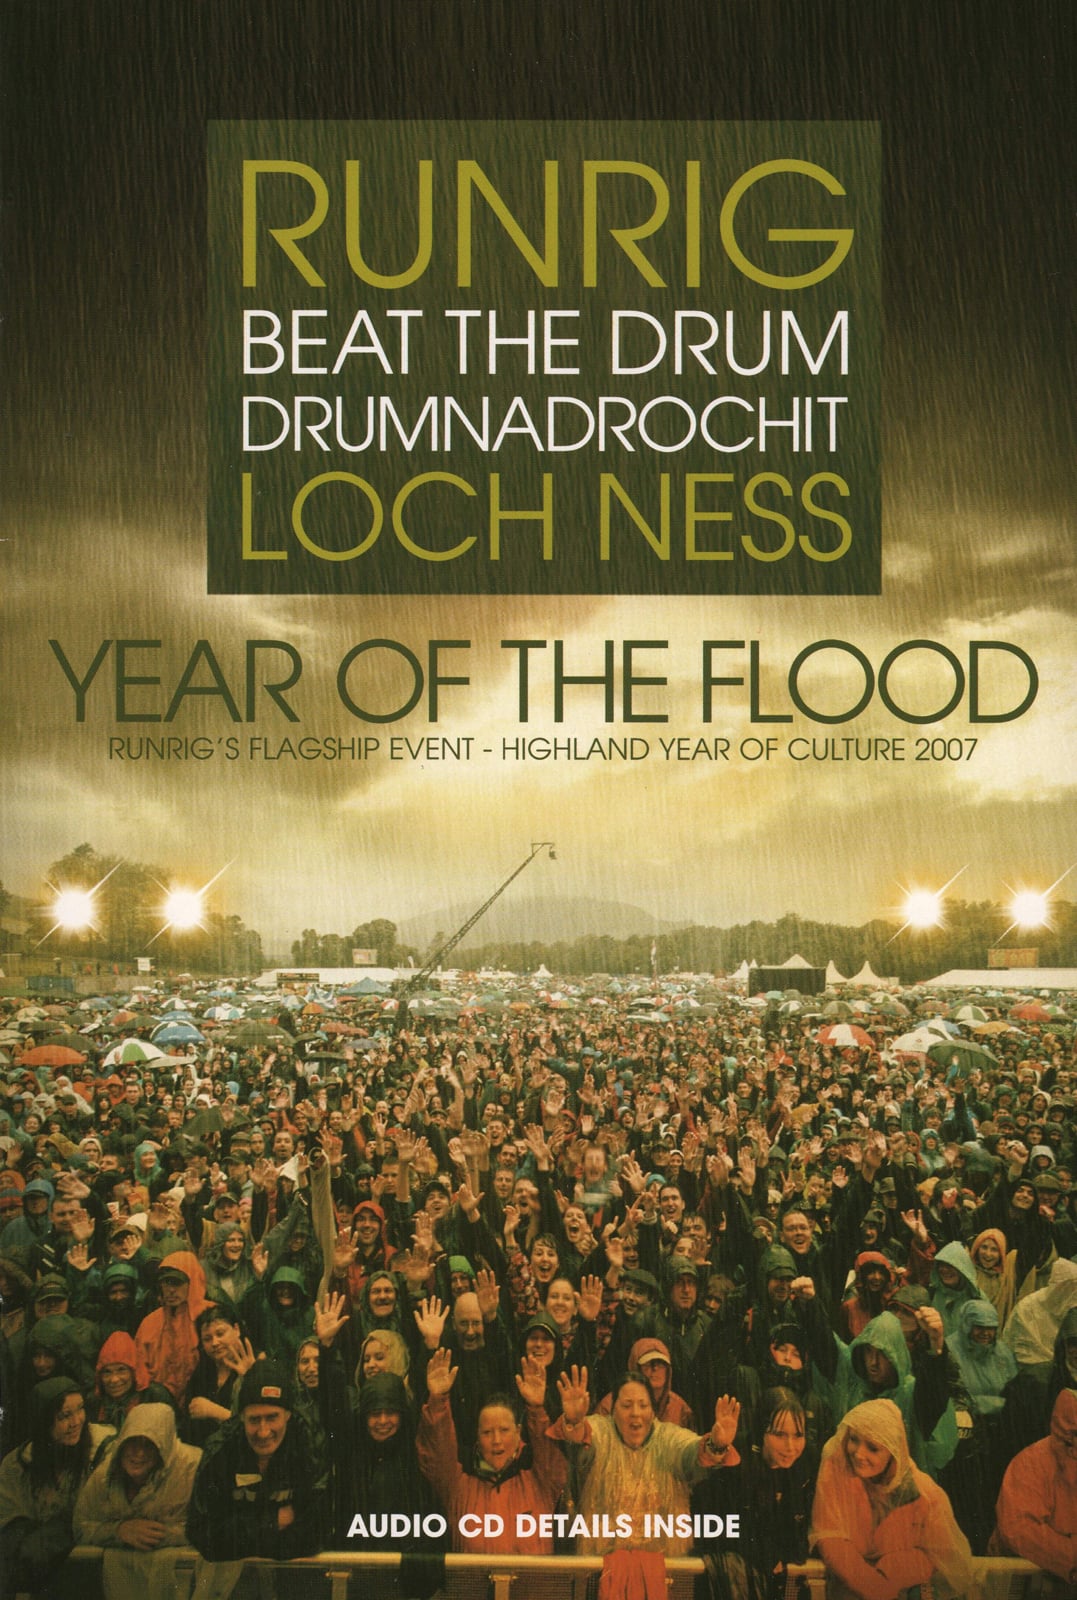 RUNRIG
BEAT THE DRUM
DRUMNADROCHIT
LOCH NESS
YEAR OF THE FLOOD
RUNRIG'S FLAGSHIP EVENT - HIGHLAND YEAR OF CULTURE 2007
AUDIO CD DETAILS INSIDE